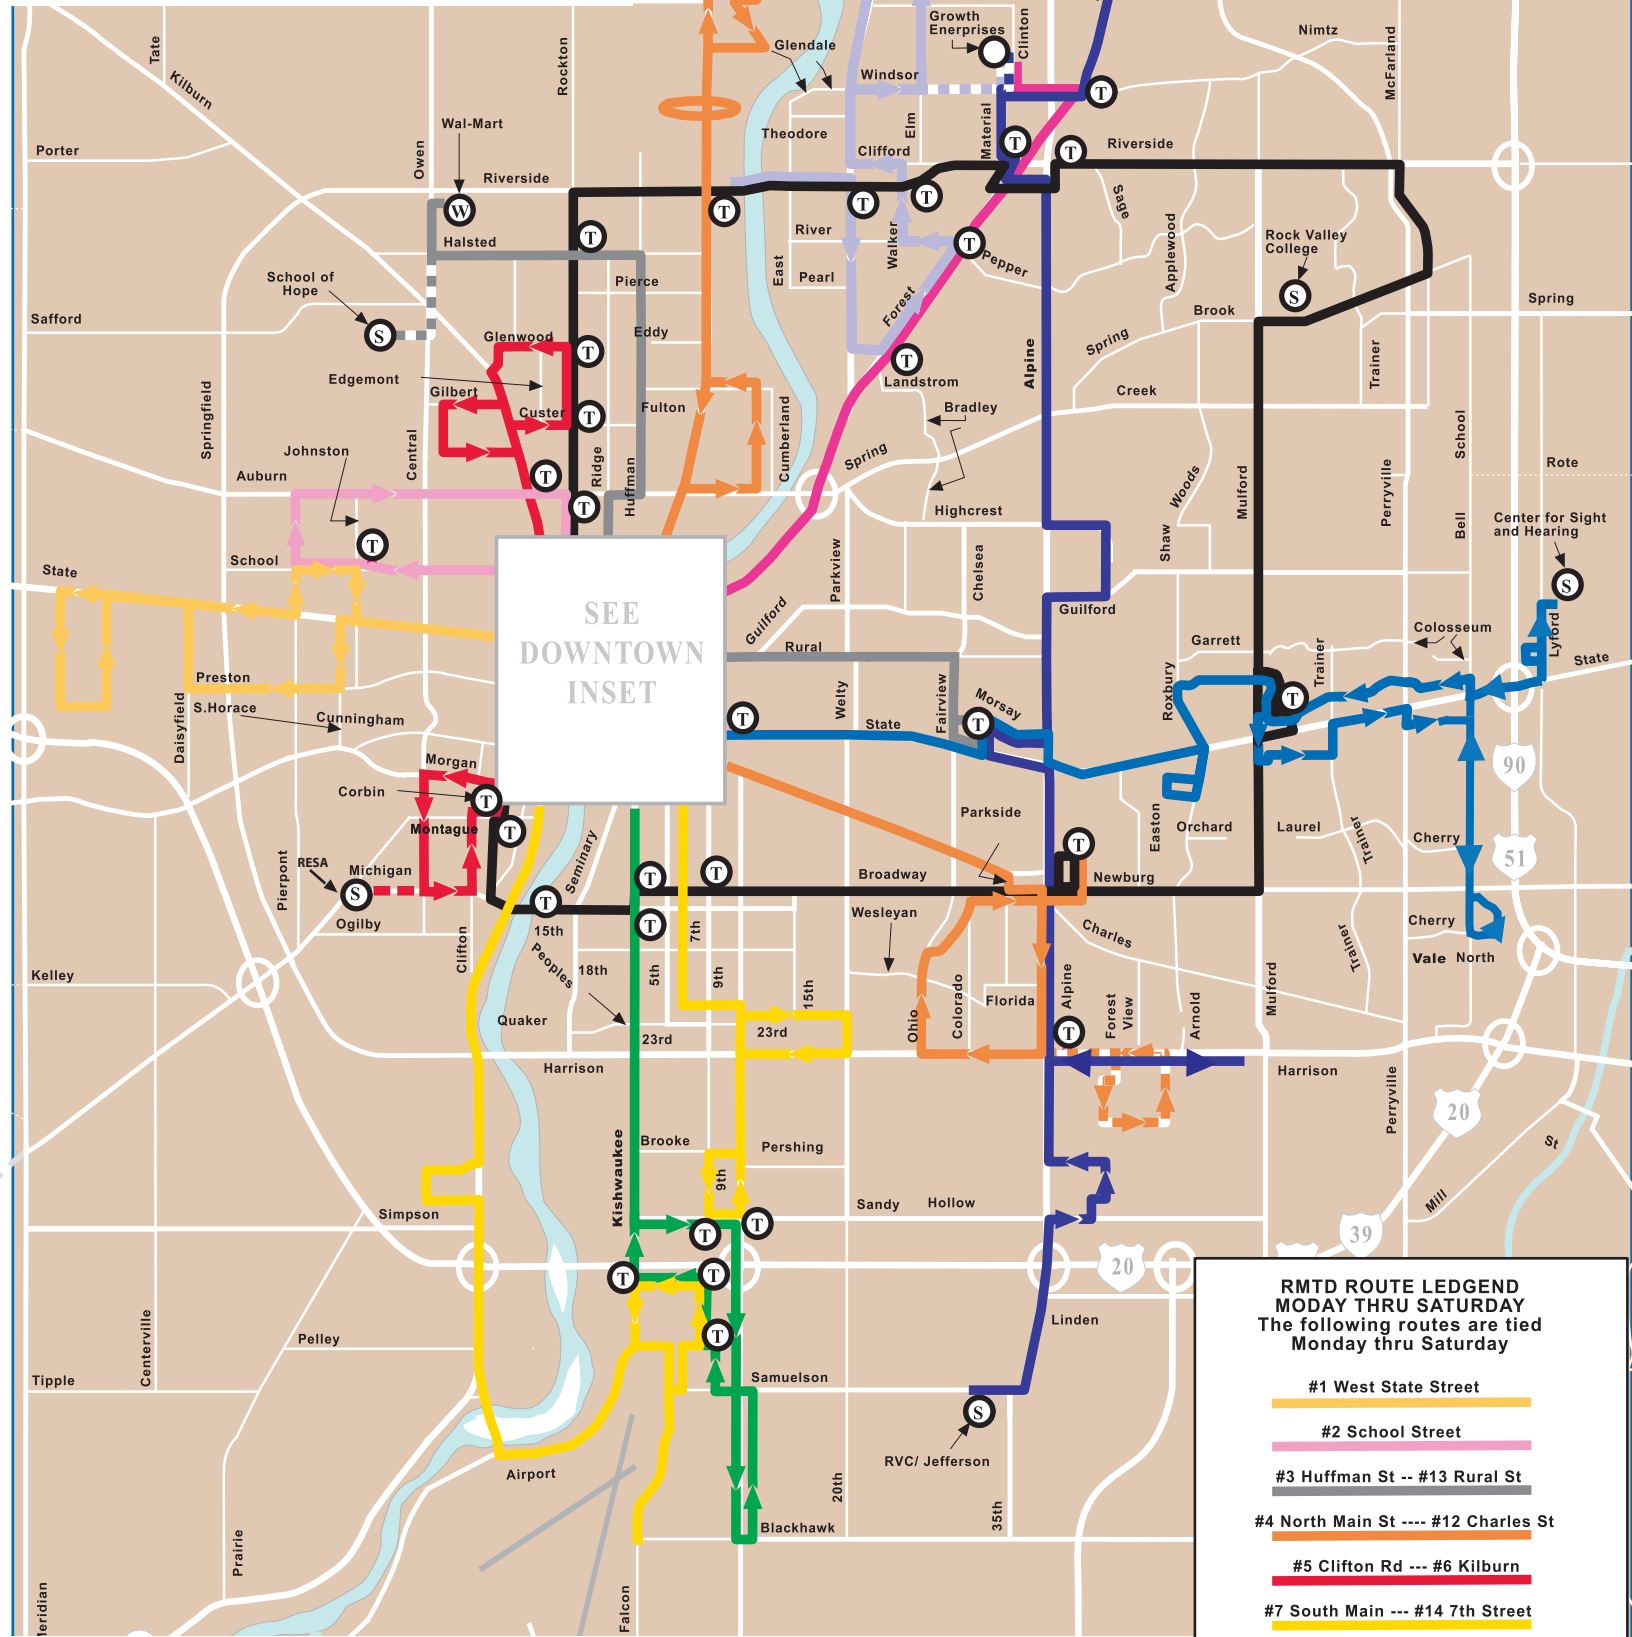 Growth
Enerprises
Clinton
Nimtz
McFarland
Tate
Kilburn
Rockton
Glendale
Windsor
Wal-Mart
Theodore
Elm
Material
Clifford
Riverside
Porter
Owen
Riverside
W
T
T
T
T
T
T
T
Sage
Applewood
Halsted
River
Walker
T
Pepper
Rock Valley
College
S
School of
Hope
Pierce
East
Pearl
Forest
Spring
Brook
Safford
S
Glenwood
Eddy
T
Spring
Alpine
Trainer
Edgemont
Gilbert
Custer
T
T
Landstrom
Creek
Springfield
Central
Fulton
Cumberland
Bradley
School
Johnston
Auburn
T
Ridge
Huffman
Spring
Woods
Mulford
Perryville
Rote
T
T
Highcrest
Shaw
Bell
Center for Sight
and Hearing
S
School
State
Parkview
Chelsea
SEE
DOWNTOWN
INSET
Guilford
Guilford
Rural
Garrett
Colosseum
Lyford
State
Preston
S.Horace
Cunningham
Daisyfield
Welty
Fairview
Morsay
State
T
T
Roxbury
Trainer
T
Morgan
Corbin
T
T
Montague
90
Parkside
Easton
Orchard
Laurel
Trainer
Cherry
51
Pierpont
RESA
Michigan
S
Ogilby
Seminary
T
T
T
T
T
Broadway
Newburg
Wesleyan
Charles
Cherry
Clifton
15th
Peoples
18th
5th
7th
9th
15th
Vale North
Trainer
Kelley
Quaker
23rd
23rd
Ohio
Colorado
Florida
Alpine
Forest
View
Arnold
Mulford
T
Harrison
Harrison
Perryville
20
Kishwaukee
Brooke
Pershing
9th
St
Mill
Simpson
Sandy Hollow
T
T
T
T
T
20
39
Centerville
Pelley
Linden
Tipple
Samuelson
S
RVC/ Jefferson
Airport
20th
35th
Blackhawk
Prairie
Falcon
RMTD ROUTE LEDGEND
MODAY THRU SATURDAY
The following routes are tied
Monday thru Saturday
#1 West State Street
#2 School Street
#3 Huffman St -- #13 Rural St
#4 North Main St ---- #12 Charles St
#5 Clifton Rd --- #6 Kilburn
#7 South Main --- #14 7th Street